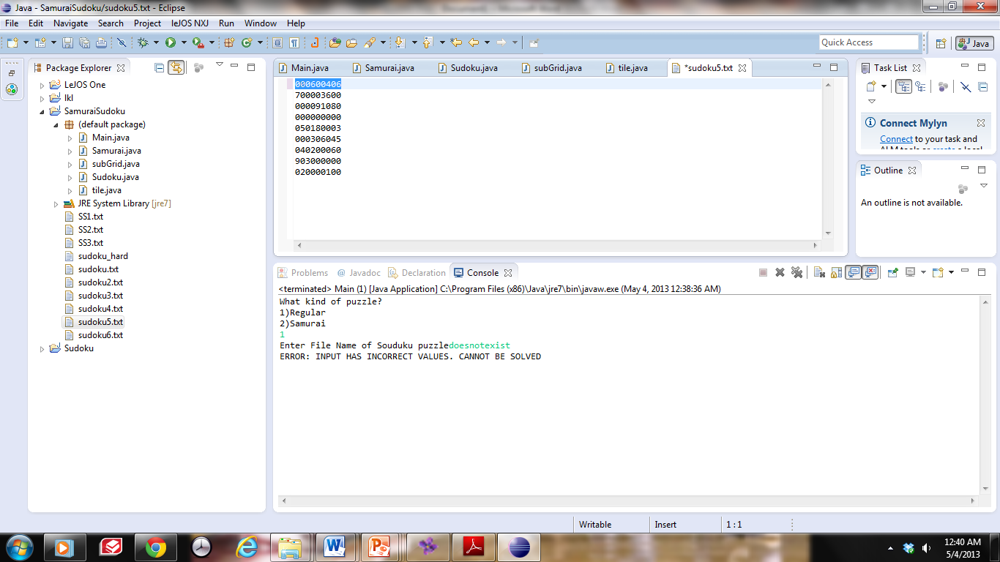 Java - SamuraiSudoku/sudoku5.txt - Eclipse
File Edit Navigate Search Project leJOS NXJ Run Window Help
Quick Access
Java
Package Explorer
LeJOS One
lkl
SamuraiSudoku
(default package)
Main.java
Samurai.java
subGrid.java
Sudoku.java
tile.java
JRE System Library [jre7]
SS1.txt
SS2.txt
SS3.txt
sudoku_hard
sudoku.txt
sudoku2.txt
sudoku3.txt
sudoku4.txt
sudoku5.txt
sudoku6.txt
Sudoku
Main.java Samurai.java Sudoku.java subGrid.java tile.java *sudoku5.txt
000600406
700003600
000091080
000000000
050180003
000306045
040200060
903000000
020000100
Task List
Connect Mylyn
Connect to your task and
ALM tools or create a local
Outline
An outline is not available.
Problems @ Javadoc Declaration Console
<terminated> Main (1) [Java Application] C:\Program Files (x86)\Java\jre7\bin\javaw.exe (May 4, 2013 12:38:36 AM)
What kind of puzzle?
1)Regular
2)Samurai
1
Enter File Name of Souduku puzzledoesnotexist
ERROR: INPUT HAS INCORRECT VALUES. CANNOT BE SOLVED
Writable Insert 1 : 1
12:40 AM
5/4/2013